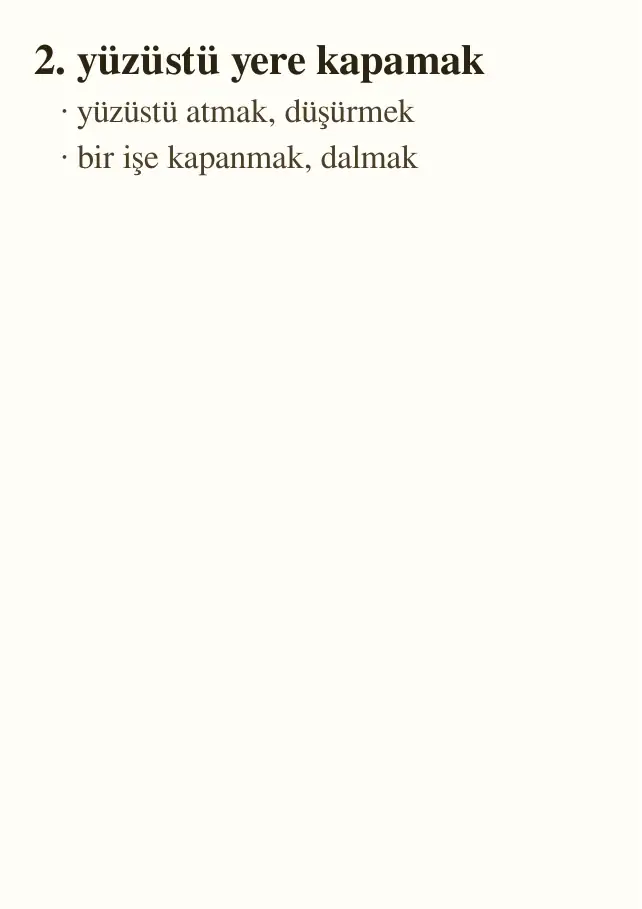 2. yüzüstü yere kapamak
· yüzüstü atmak, düşürmek
· bir işe kapanmak, dalmak